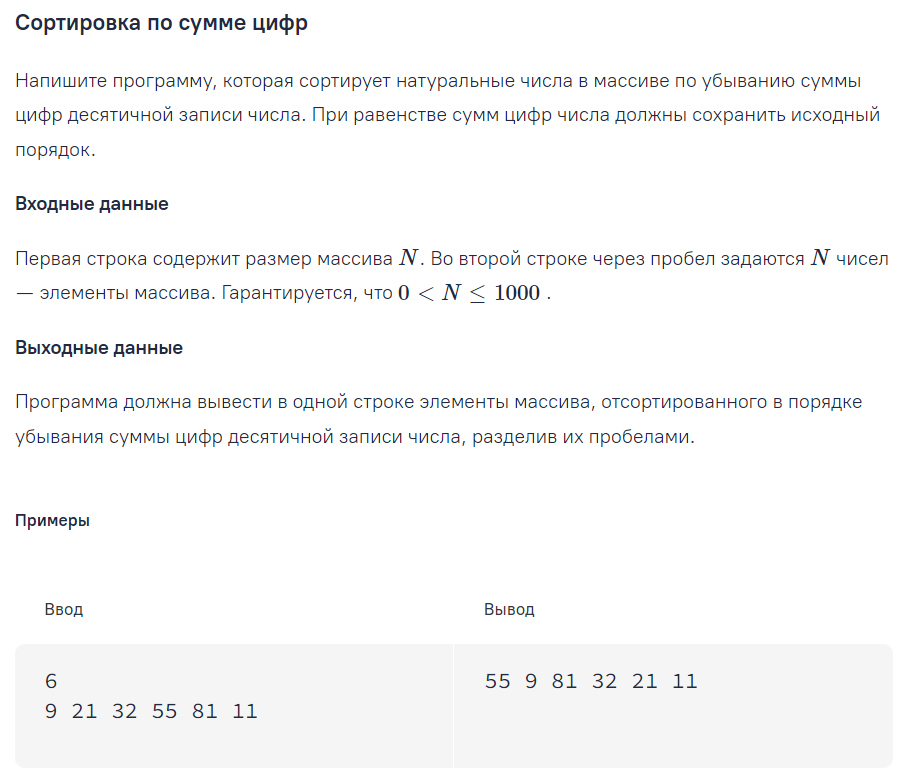 Сортировка по сумме цифр
Напишите программу, которая сортирует натуральные числа в массиве по убыванию суммы
цифр десятичной записи числа. При равенстве сумм цифр числа должны сохранить исходный
порядок.
Входные данные
Первая строка содержит размер массива N. Во второй строке через пробел задаются N чисел
— элементы массива. Гарантируется, что 0 < N ≤ 1000 .
Выходные данные
Программа должна вывести в одной строке элементы массива, отсортированного в порядке
убывания суммы цифр десятичной записи числа, разделив их пробелами.
Примеры
Ввод Вывод
6 55 9 81 32 21 11
9 21 32 55 81 11